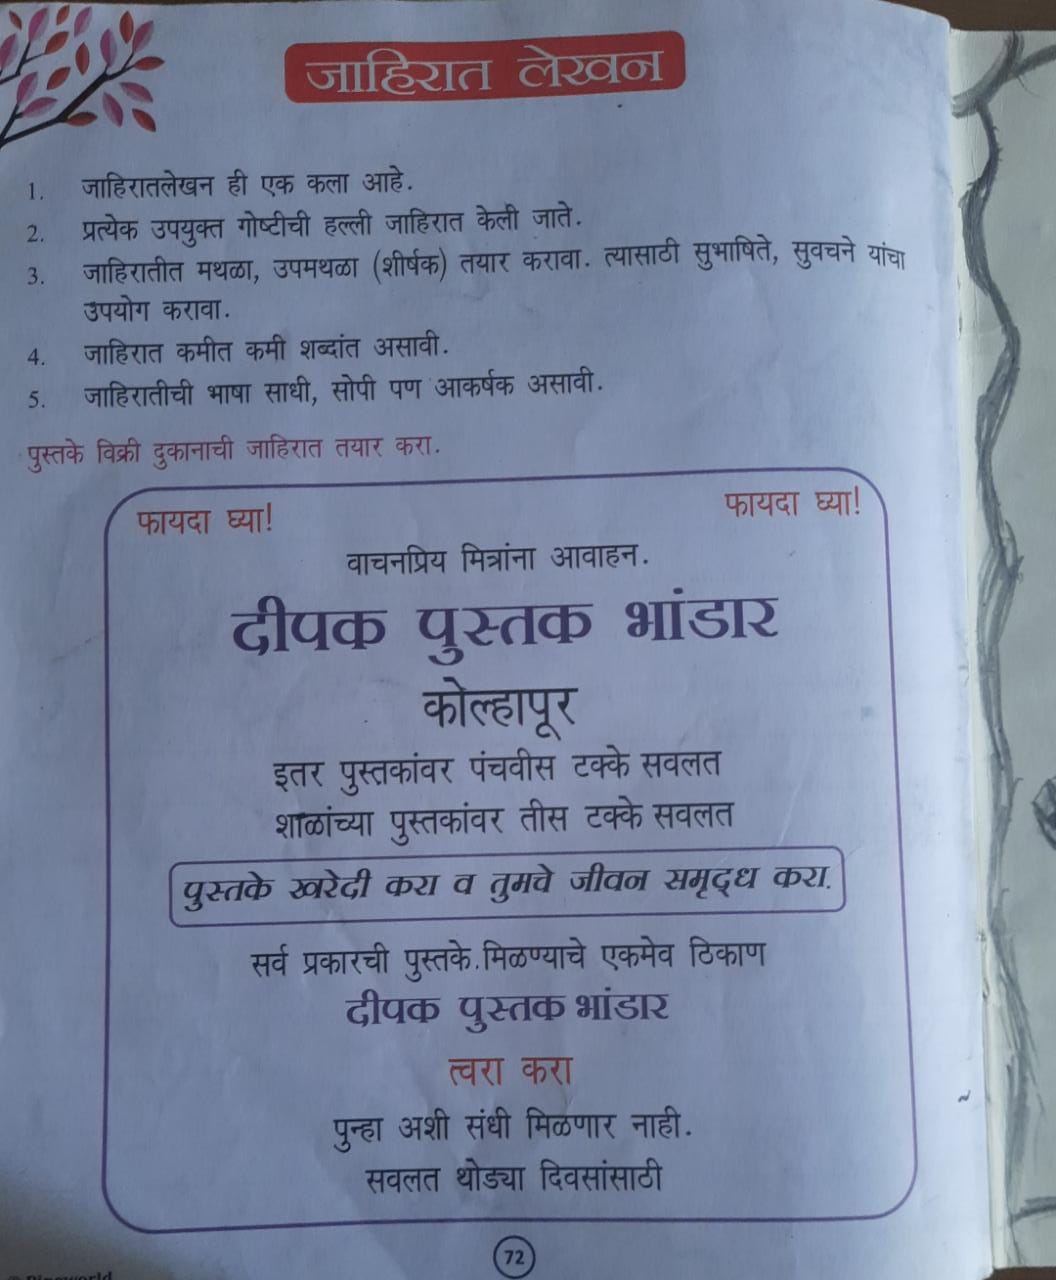 जाहिरात लेखन
1. जाहिरातलेखन ही एक कला आहे.
2. प्रत्येक उपयुक्त गोष्टीची हल्ली जाहिरात केली जाते.
3. जाहिरातीत मथळा, उपमथळा (शीर्षक) तयार करावा. त्यासाठी सुभाषिते, सुवचने यांचा
उपयोग करावा.
4. जाहिरात कमीत कमी शब्दांत असावी.
5. जाहिरातीची भाषा साधी, सोपी पण आकर्षक असावी.
पुस्तके विक्री दुकानाची जाहिरात तयार करा.
फायदा घ्या! फायदा घ्या!
वाचनप्रिय मित्रांना आवाहन.
दीपक पुस्तक भांडार
कोल्हापूर
इतर पुस्तकांवर पंचवीस टक्के सवलत
शाळांच्या पुस्तकांवर तीस टक्के सवलत
पुस्तके खरेदी करा व तुमचे जीवन समृद्ध करा.
सर्व प्रकारची पुस्तके मिळण्याचे एकमेव ठिकाण
दीपक पुस्तक भांडार
त्वरा करा
पुन्हा अशी संधी मिळणार नाही.
सवलत थोड्या दिवसांसाठी
72